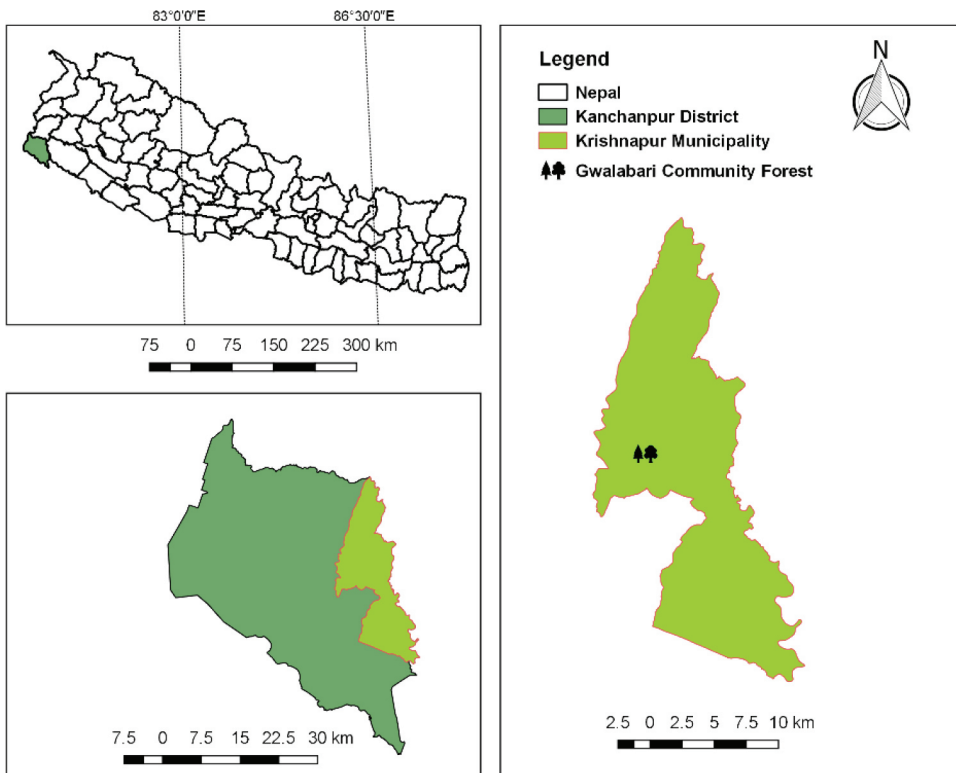 83°0'0"E 86°30'0"E
75 0 75 150 225 300 km
7.5 0 7.5 15 22.5 30 km
Legend
Nepal
Kanchanpur District
Krishnapur Municipality
Gwalabari Community Forest
N
2.5 0 2.5 5 7.5 10 km